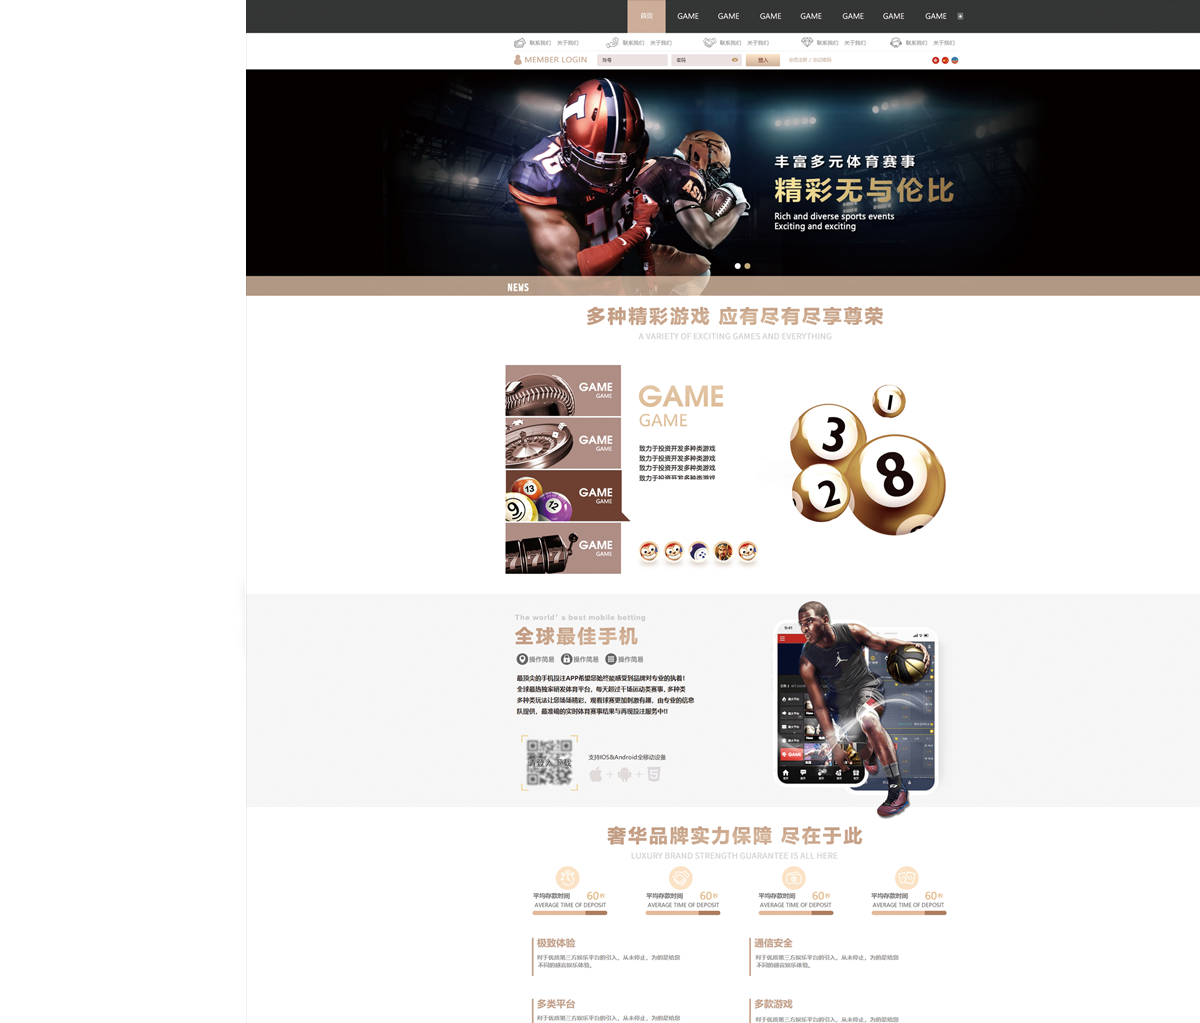 首页 GAME GAME GAME GAME GAME GAME GAME
联系我们 关于我们 联系我们 关于我们 联系我们 关于我们 联系我们 关于我们 联系我们 关于我们
MEMBER LOGIN 账号 密码 登入
丰富多元体育赛事
精彩无与伦比
Rich and diverse sports events
Exciting and exciting
NEWS
多种精彩游戏 应有尽有尽享尊荣
A VARIETY OF EXCITING GAMES AND EVERYTHING
GAME
GAME
GAME
GAME
GAME
GAME
GAME
GAME
GAME
GAME
致力于投资开发多种类游戏
致力于投资开发多种类游戏
致力于投资开发多种类游戏
致力于投资开发多种类游戏
1
3
8
2
13
9
12
The world's best mobile betting
全球最佳手机
操作简易 操作简易 操作简易
最顶尖的手机投注APP希望您始终能感受到品牌对专业的执着!
全球最热独家研发体育平台，每天超过千场运动类赛事, 多种类
多种类玩法让您场场精彩，观看球赛更加刺激有趣，由专业的信息
队提供，最准确的实时体育赛事结果与再现投注服务中!!
请登入下载
支持IOS&Android全移动设备
9:41
GAME
奢华品牌实力保障 尽在于此
LUXURY BRAND STRENGTH GUARANTEE IS ALL HERE
平均存款时间 60秒 平均存款时间 60秒 平均存款时间 60秒 平均存款时间 60秒
AVERAGE TIME OF DEPOSIT AVERAGE TIME OF DEPOSIT AVERAGE TIME OF DEPOSIT AVERAGE TIME OF DEPOSIT
极致体验
对于优质第三方娱乐平台的引入，从未停止，为的是给您
不同的感官娱乐体验。
通信安全
对于优质第三方娱乐平台的引入，从未停止，为的是给您
不同的感官娱乐体验。
多类平台
对于优质第三方娱乐平台的引入，从未停止，为的是给您
多款游戏
对于优质第三方娱乐平台的引入，从未停止，为的是给您